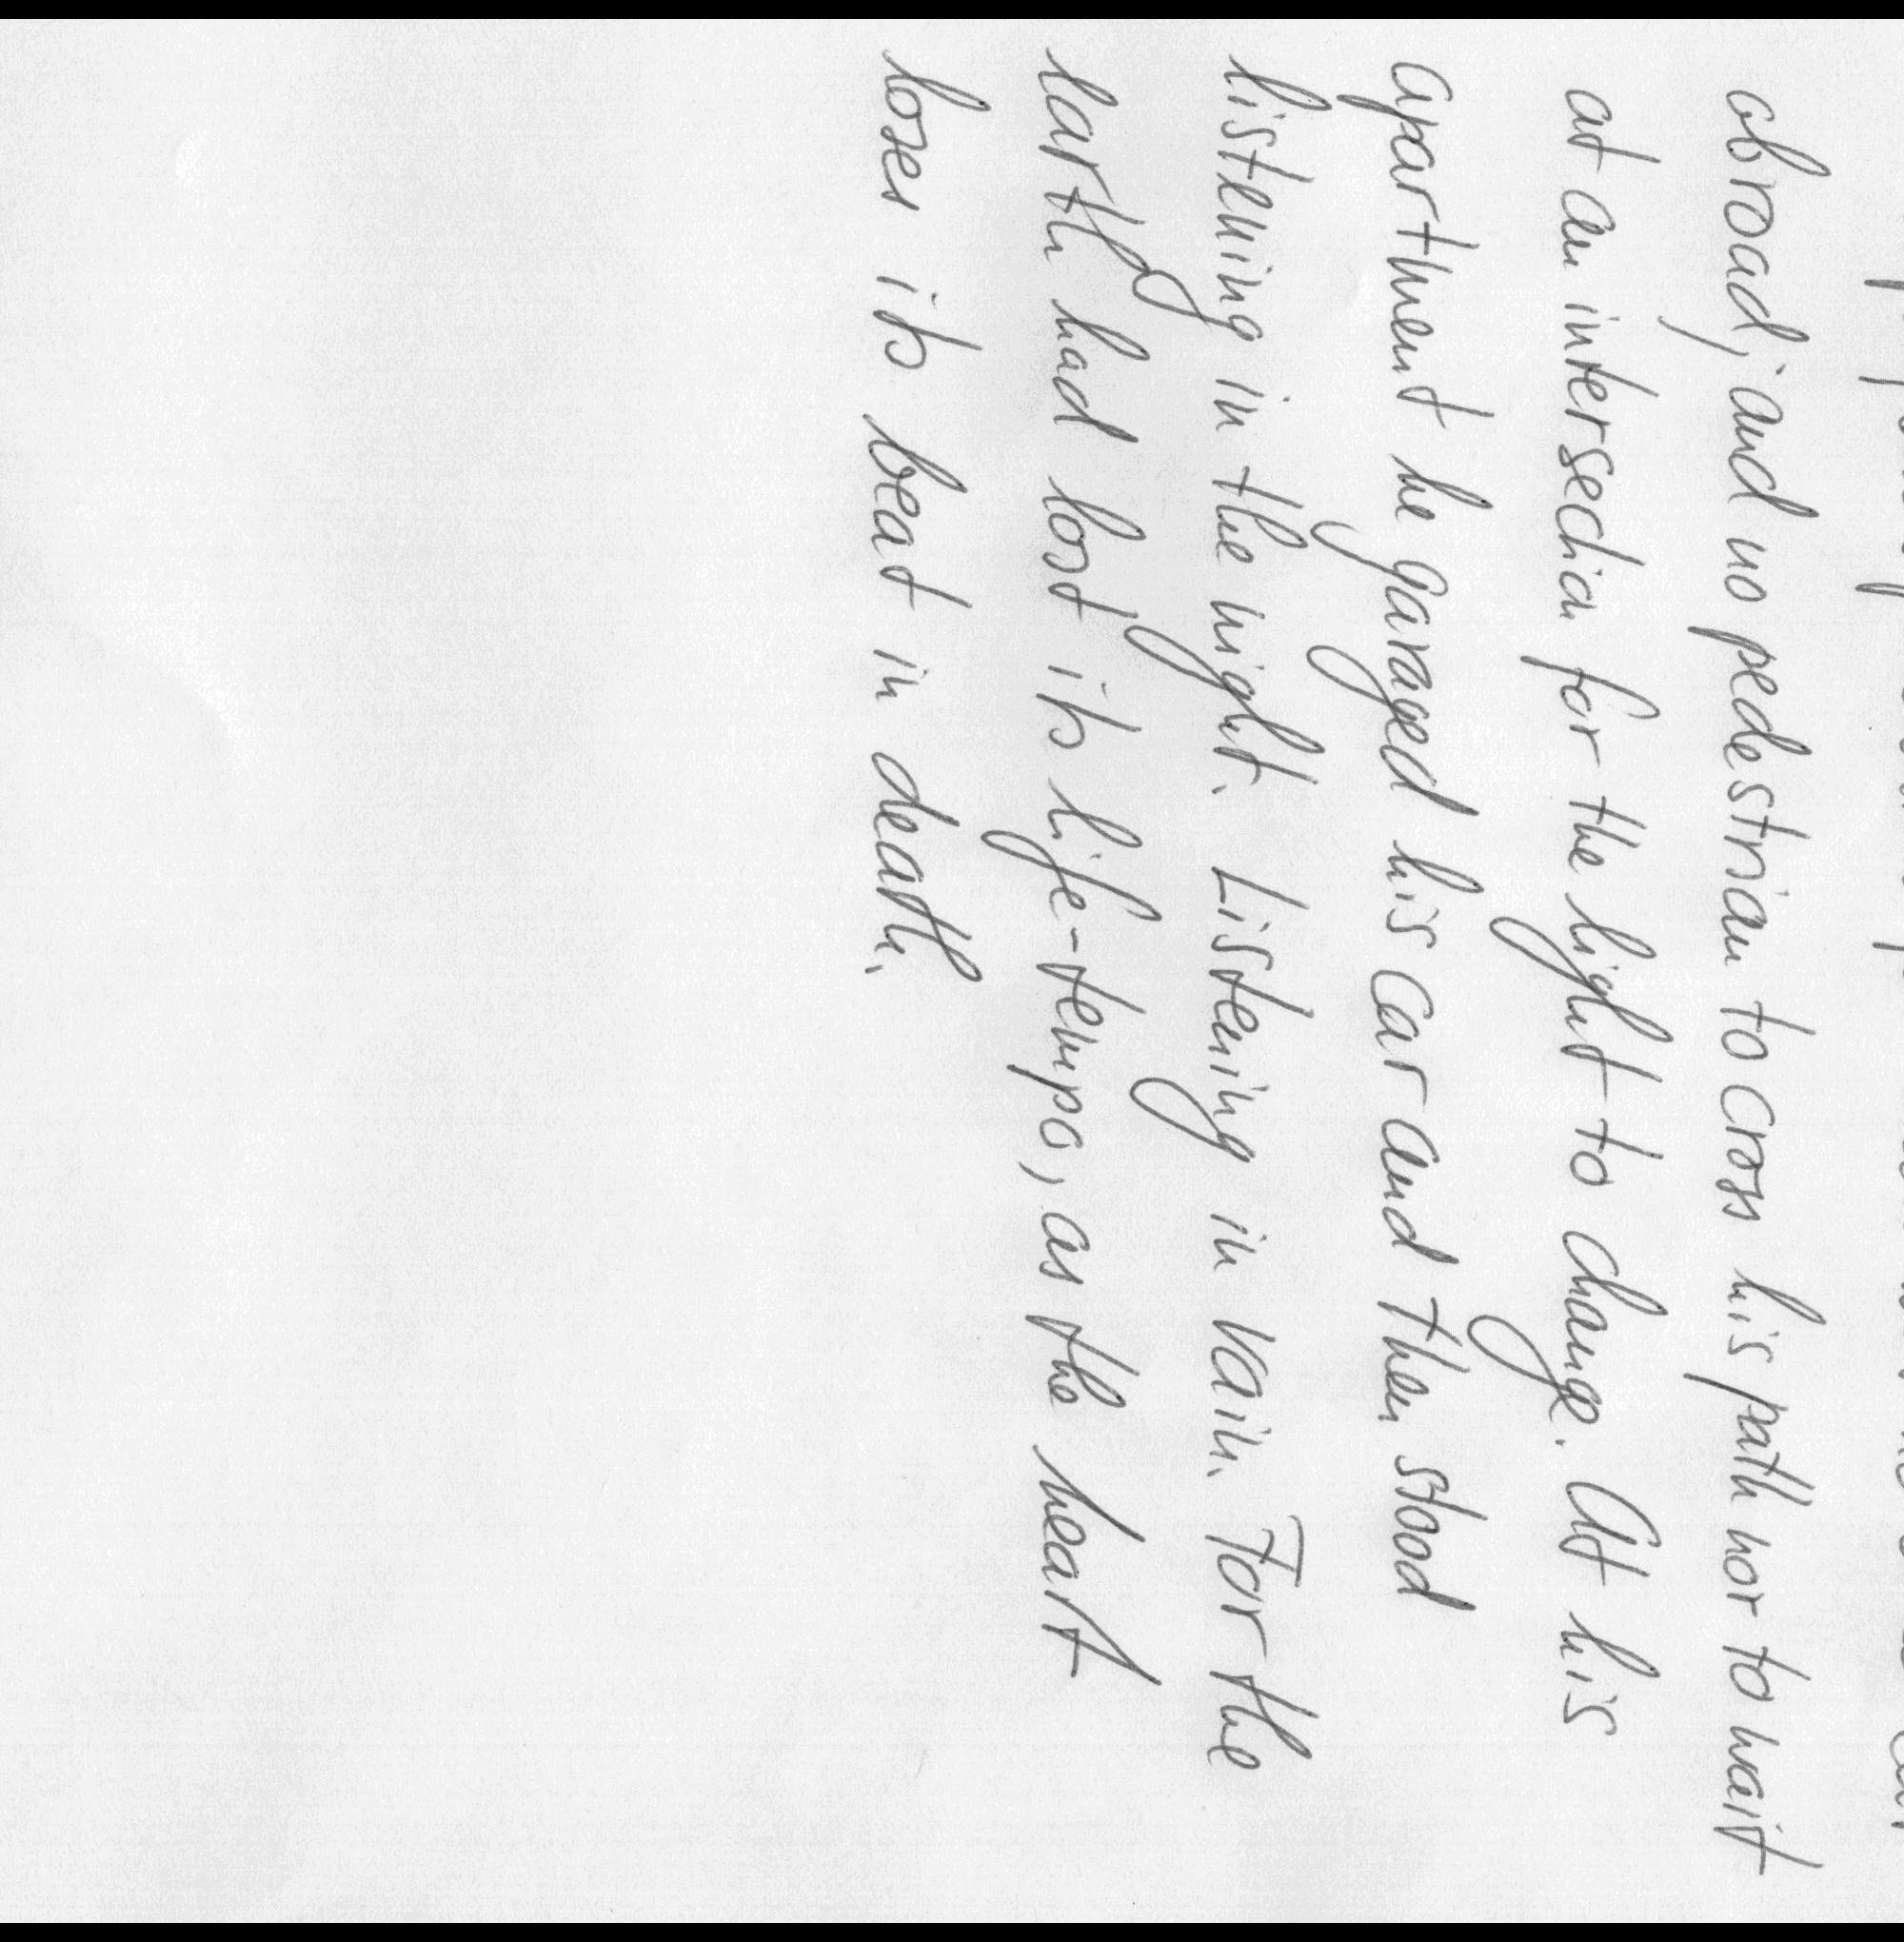 abroad, and no pedestrian to cross his path nor to wait
at an intersection for the light to change. At his
apartment he garaged his car and then stood
listening in the night. Listening in vain. For the
earth had lost its life-tempo, as the heart
loses its beat in death.